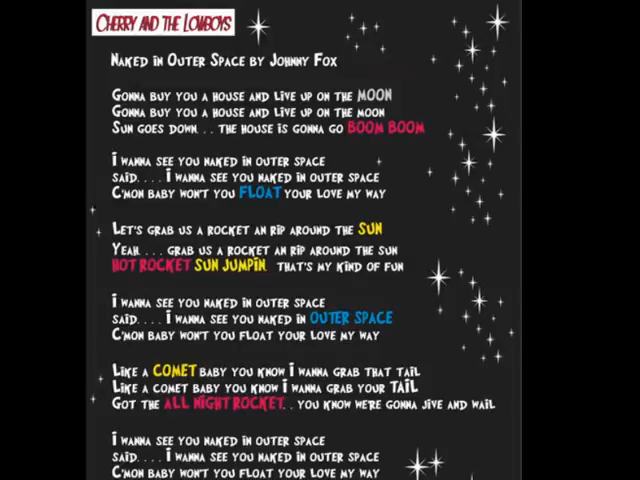 CHERRY AND THE LOWBOYS
NAKED IN OUTER SPACE BY JOHNNY FOX
GONNA BUY YOU A HOUSE AND LIVE UP ON THE MOON
GONNA BUY YOU A HOUSE AND LIVE UP ON THE MOON
SUN GOES DOWN. . . THE HOUSE IS GONNA GO BOOM BOOM
I WANNA SEE YOU NAKED IN OUTER SPACE
SAID. . . . I WANNA SEE YOU NAKED IN OUTER SPACE
C'MON BABY WON'T YOU FLOAT YOUR LOVE MY WAY
LET'S GRAB US A ROCKET AN RIP AROUND THE SUN
YEAH. . . . GRAB US A ROCKET AN RIP AROUND THE SUN
HOT ROCKET SUN JUMPIN. THAT'S MY KIND OF FUN
I WANNA SEE YOU NAKED IN OUTER SPACE
SAID. . . . I WANNA SEE YOU NAKED IN OUTER SPACE
C'MON BABY WON'T YOU FLOAT YOUR LOVE MY WAY
LIKE A COMET BABY YOU KNOW I WANNA GRAB THAT TAIL
LIKE A COMET BABY YOU KNOW I WANNA GRAB YOUR TAIL
GOT THE ALL NIGHT ROCKET. . . YOU KNOW WE'RE GONNA JIVE AND WAIL
I WANNA SEE YOU NAKED IN OUTER SPACE
SAID. . . . I WANNA SEE YOU NAKED IN OUTER SPACE
C'MON BABY WON'T YOU FLOAT YOUR LOVE MY WAY